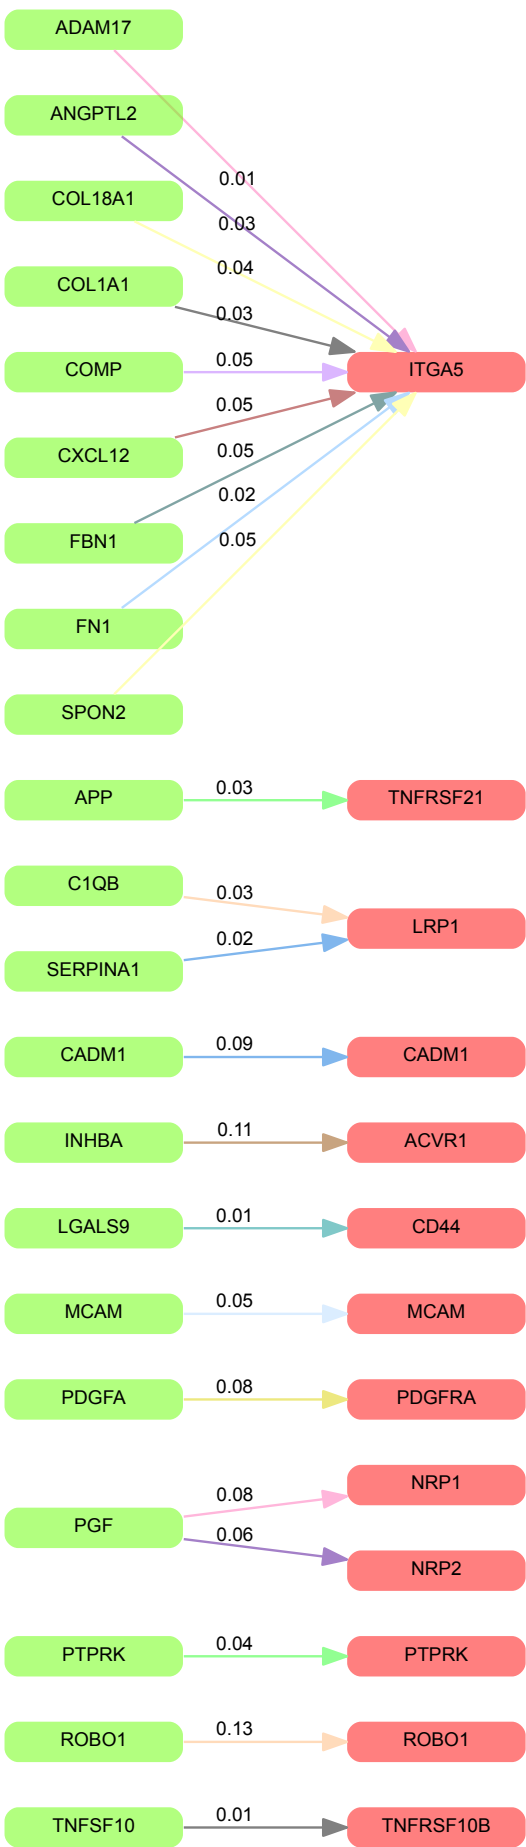 ADAM17
ANGPTL2
COL18A1
0.01
0.03
0.04
COL1A1
0.03
COMP
0.05
ITGA5
0.05
CXCL12
0.05
0.02
FBN1
0.05
FN1
SPON2
APP
0.03
TNFRSF21
C1QB
0.03
LRP1
0.02
SERPINA1
CADM1
0.09
CADM1
INHBA
0.11
ACVR1
LGALS9
0.01
CD44
MCAM
0.05
MCAM
PDGFA
0.08
PDGFRA
NRP1
0.08
PGF
0.06
NRP2
PTPRK
0.04
PTPRK
ROBO1
0.13
ROBO1
TNFSF10
0.01
TNFRSF10B